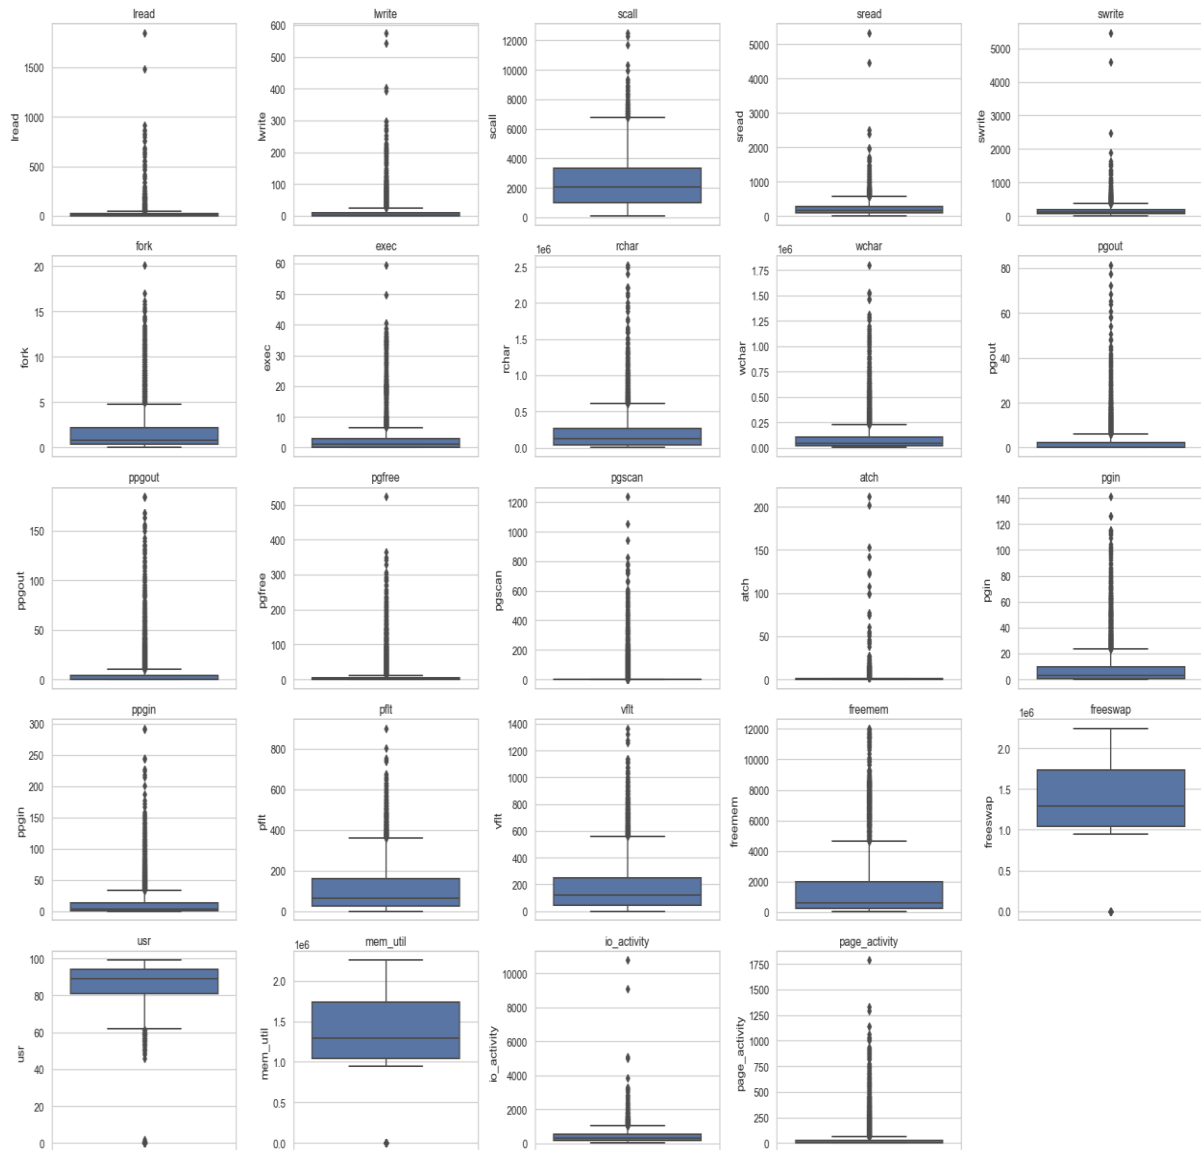 lread
1500
1000
500
0
lread
lwrite
600
500
400
300
200
100
0
lwrite
scall
12000
10000
8000
6000
4000
2000
0
scall
sread
5000
4000
3000
2000
1000
0
sread
swrite
5000
4000
3000
2000
1000
0
swrite
fork
20
15
10
5
0
fork
exec
60
50
40
30
20
10
0
exec
rchar
1e6
2.5
2.0
1.5
1.0
0.5
0.0
rchar
wchar
1e6
1.75
1.50
1.25
1.00
0.75
0.50
0.25
0.00
wchar
pgout
80
60
40
20
0
pgout
ppgout
150
100
50
0
ppgout
pgfree
500
400
300
200
100
0
pgfree
pgscan
1200
1000
800
600
400
200
0
pgscan
atch
200
150
100
50
0
atch
pgin
140
120
100
80
60
40
20
0
pgin
ppgin
300
250
200
150
100
50
0
ppgin
pflt
800
600
400
200
0
pflt
vflt
1400
1200
1000
800
600
400
200
0
vflt
freemem
12000
10000
8000
6000
4000
2000
0
freemem
freeswap
1e6
2.0
1.5
1.0
0.5
0.0
freeswap
usr
100
80
60
40
20
0
usr
mem_util
1e6
2.0
1.5
1.0
0.5
0.0
mem_util
io_activity
10000
8000
6000
4000
2000
0
io_activity
page_activity
1750
1500
1250
1000
750
500
250
0
page_activity